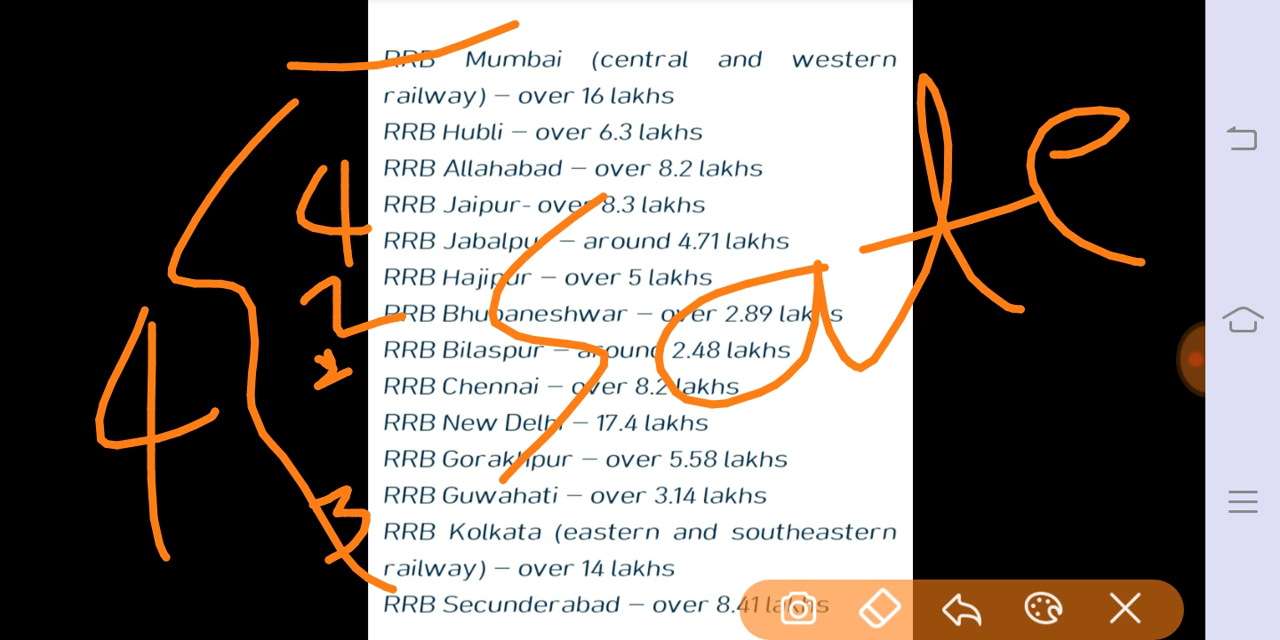 RRB Mumbai (central and western
railway) – over 16 lakhs
RRB Hubli – over 6.3 lakhs
RRB Allahabad – over 8.2 lakhs
4 RRB Jaipur- over 8.3 lakhs
RRB Jabalpur – around 4.71 lakhs
RRB Hajipur – over 5 lakhs
2 RRB Bhubaneshwar – over 2.89 lakhs
RRB Bilaspur – around 2.48 lakhs
RRB Chennai – over 8.2 lakhs
4 RRB New Delhi – 17.4 lakhs
RRB Gorakhpur – over 5.58 lakhs
RRB Guwahati – over 3.14 lakhs
3 RRB Kolkata (eastern and southeastern
railway) – over 14 lakhs
RRB Secunderabad – over 8.41 lakhs